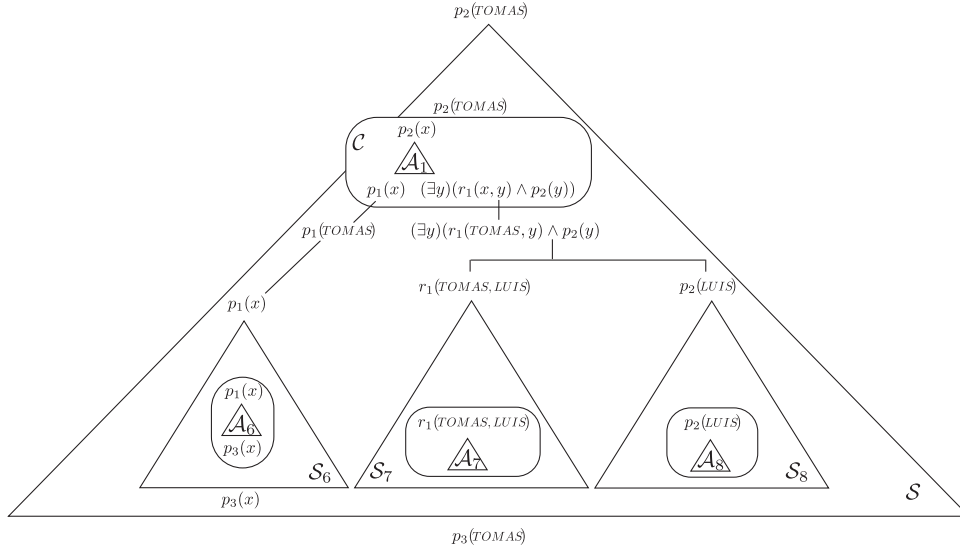 p₂(TOMAS)
p₂(TOMAS)
C
p₂(x)
A₁
p₁(x) (∃y)(r₁(x, y) ∧ p₂(y))
p₁(TOMAS) (∃y)(r₁(TOMAS, y) ∧ p₂(y)
p₁(x) r₁(TOMAS, LUIS) p₂(LUIS)
p₁(x) r₁(TOMAS, LUIS) p₂(LUIS)
A₆ A₇ A₈
p₃(x)
S₆ S₇ S₈ S
p₃(x)
p₃(TOMAS)